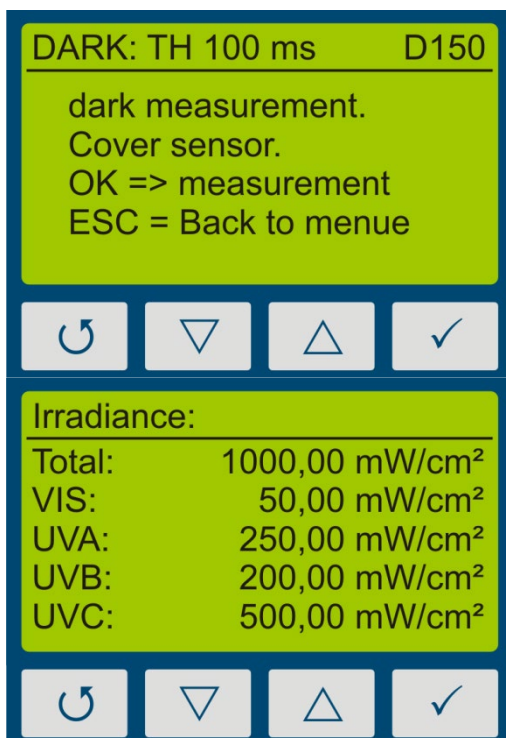 DARK: TH 100 ms D150
dark measurement.
Cover sensor.
OK => measurement
ESC = Back to menue
Irradiance:
Total: 1000,00 mW/cm²
VIS: 50,00 mW/cm²
UVA: 250,00 mW/cm²
UVB: 200,00 mW/cm²
UVC: 500,00 mW/cm²